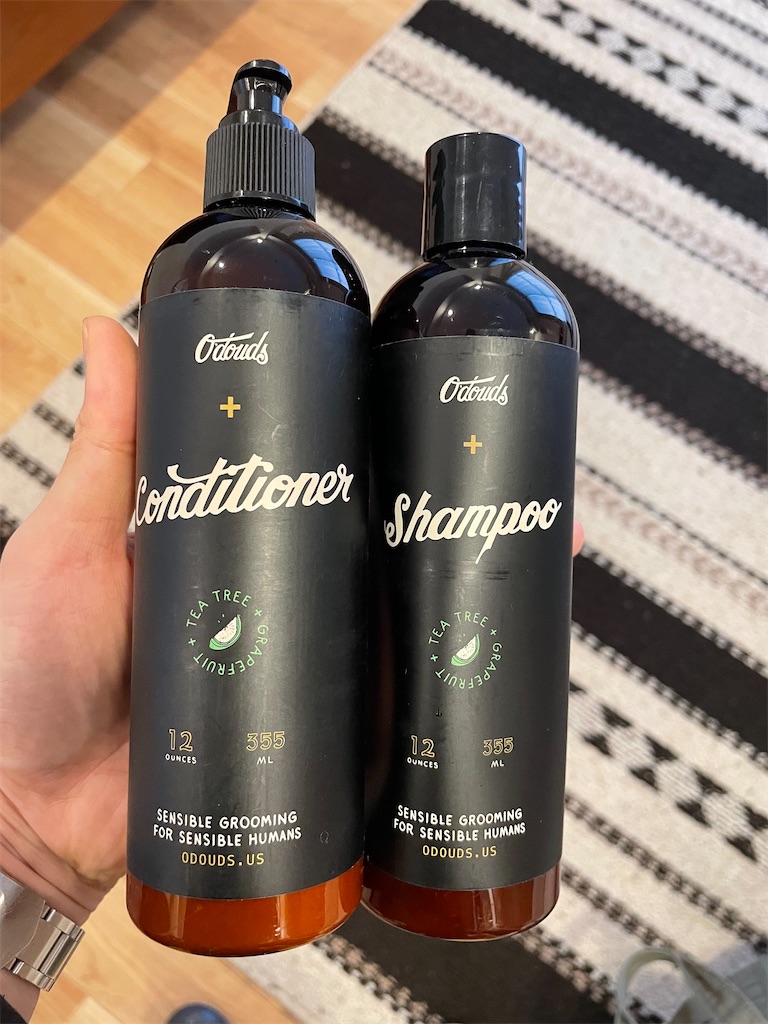 O'douds
+
Conditioner
TEA TREE + GRAPEFRUIT +
12 355
OUNCES ML
SENSIBLE GROOMING
FOR SENSIBLE HUMANS
ODOUDS.US
O'douds
+
Shampoo
TEA TREE + GRAPEFRUIT +
12 355
OUNCES ML
SENSIBLE GROOMING
FOR SENSIBLE HUMANS
ODOUDS.US